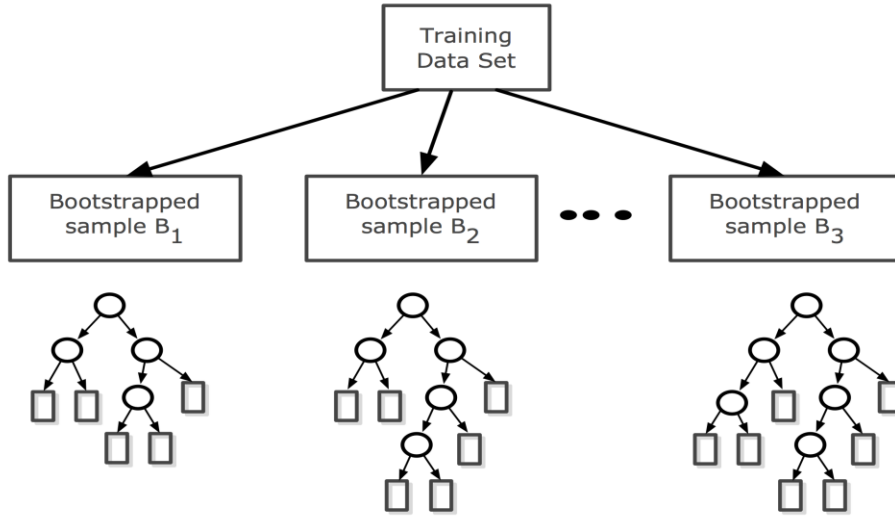 Training
Data Set
Bootstrapped
sample B1
Bootstrapped
sample B2
Bootstrapped
sample B3